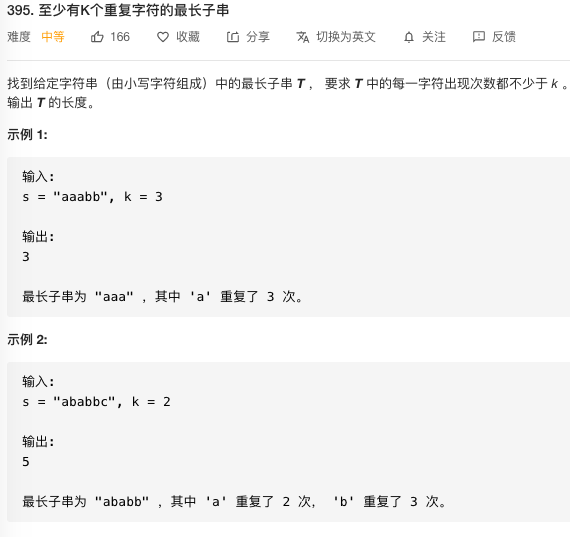 395. 至少有K个重复字符的最长子串
难度 中等 166 收藏 分享 切换为英文 关注 反馈
找到给定字符串（由小写字符组成）中的最长子串 T ， 要求 T 中的每一字符出现次数都不少于 k 。
输出 T 的长度。
示例 1:
输入:
s = "aaabb", k = 3
输出:
3
最长子串为 "aaa" ，其中 'a' 重复了 3 次。
示例 2:
输入:
s = "ababbc", k = 2
输出:
5
最长子串为 "ababb" ，其中 'a' 重复了 2 次， 'b' 重复了 3 次。